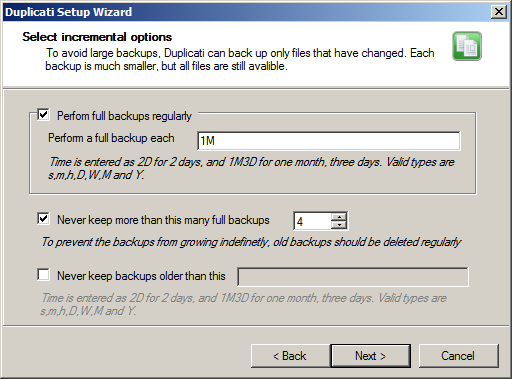 Duplicati Setup Wizard
Select incremental options
To avoid large backups, Duplicati can back up only files that have changed. Each
backup is much smaller, but all files are still avalible.
Perfom full backups regularly
Perform a full backup each
1M
Time is entered as 2D for 2 days, and 1M3D for one month, three days. Valid types are
s,m,h,D,W,M and Y.
Never keep more than this many full backups
4
To prevent the backups from growing indefinetly, old backups should be deleted regularly
Never keep backups older than this
Time is entered as 2D for 2 days, and 1M3D for one month, three days. Valid types are
s,m,h,D,W,M and Y.
< Back
Next >
Cancel